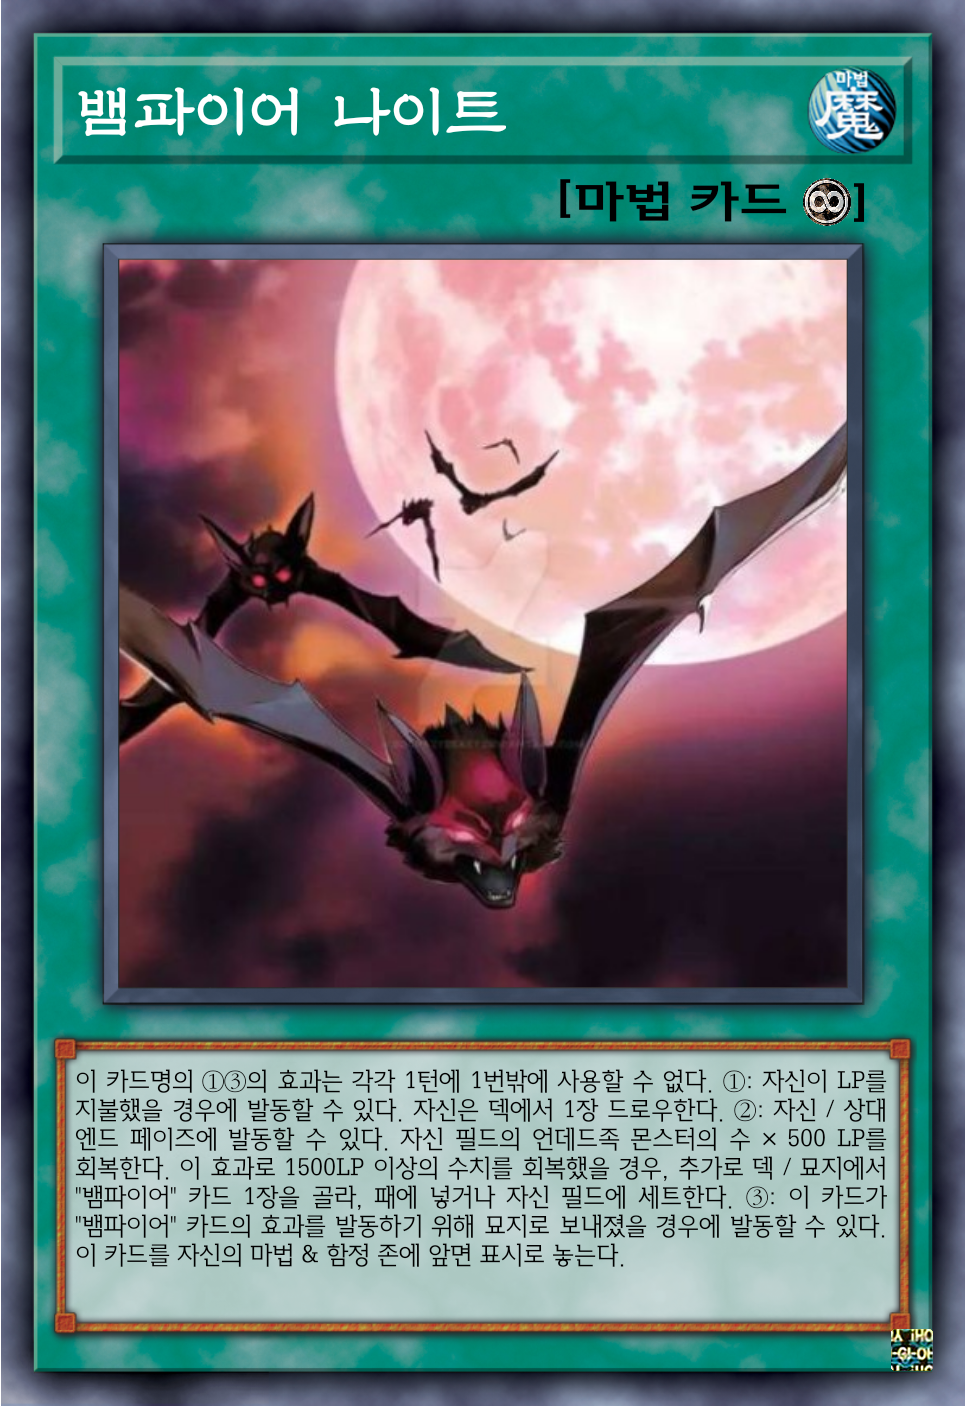 뱀파이어 나이트
마법
魔
[마법 카드 ♾]
이 카드명의 ①③의 효과는 각각 1턴에 1번밖에 사용할 수 없다. ①: 자신이 LP를
지불했을 경우에 발동할 수 있다. 자신은 덱에서 1장 드로우한다. ②: 자신 / 상대
엔드 페이즈에 발동할 수 있다. 자신 필드의 언데드족 몬스터의 수 × 500 LP를
회복한다. 이 효과로 1500LP 이상의 수치를 회복했을 경우, 추가로 덱 / 묘지에서
"뱀파이어" 카드 1장을 골라, 패에 넣거나 자신 필드에 세트한다. ③: 이 카드가
"뱀파이어" 카드의 효과를 발동하기 위해 묘지로 보내졌을 경우에 발동할 수 있다.
이 카드를 자신의 마법 & 함정 존에 앞면 표시로 놓는다.